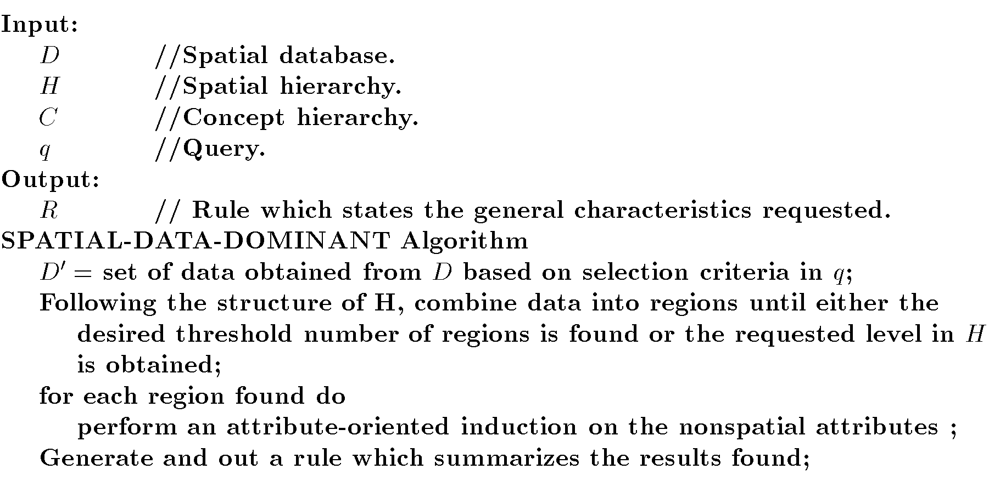 Input:
D //Spatial database.
H //Spatial hierarchy.
C //Concept hierarchy.
q //Query.
Output:
R // Rule which states the general characteristics requested.
SPATIAL-DATA-DOMINANT Algorithm
D′ = set of data obtained from D based on selection criteria in q;
Following the structure of H, combine data into regions until either the
desired threshold number of regions is found or the requested level in H
is obtained;
for each region found do
perform an attribute-oriented induction on the nonspatial attributes ;
Generate and out a rule which summarizes the results found;